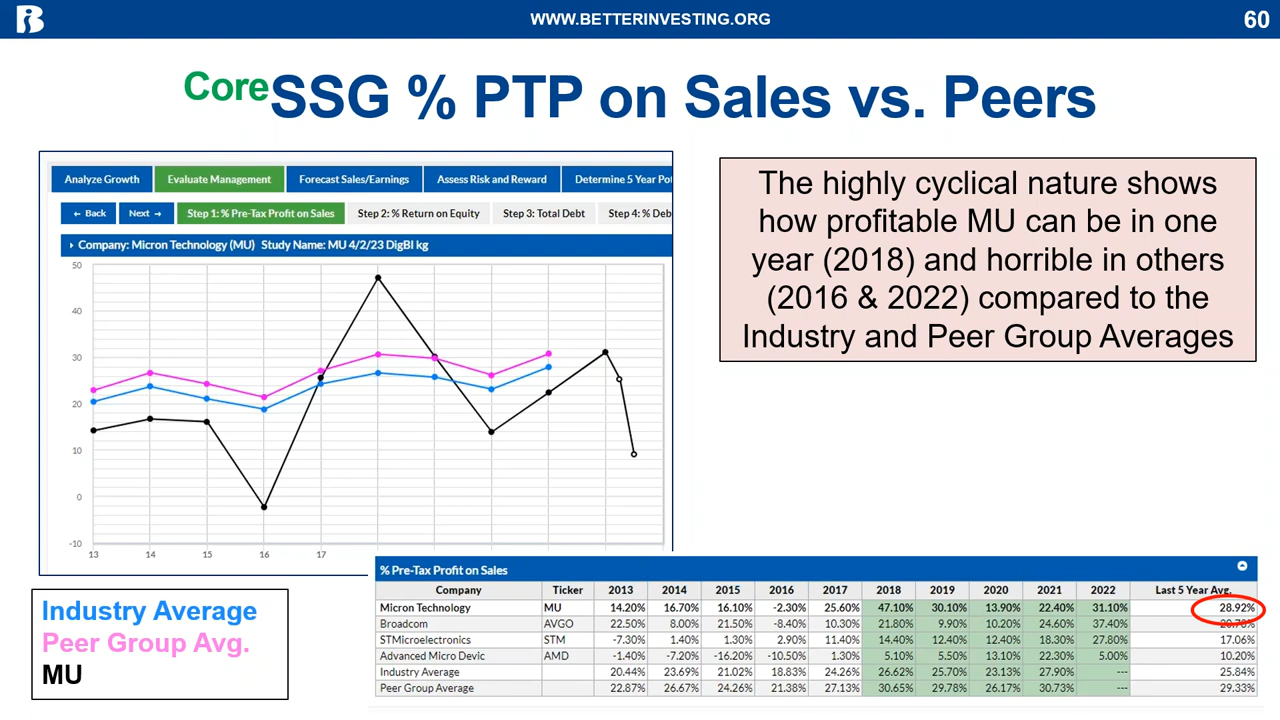 WWW.BETTERINVESTING.ORG
60
CoreSSG % PTP on Sales vs. Peers
Analyze Growth Evaluate Management Forecast Sales/Earnings Assess Risk and Reward Determine 5 Year Pot
← Back Next → Step 1: % Pre-Tax Profit on Sales Step 2: % Return on Equity Step 3: Total Debt Step 4: % Deb
Company: Micron Technology (MU) Study Name: MU 4/2/23 DigBI kg
50
40
30
20
10
0
-10
13 14 15 16 17
The highly cyclical nature shows
how profitable MU can be in one
year (2018) and horrible in others
(2016 & 2022) compared to the
Industry and Peer Group Averages
Industry Average
Peer Group Avg.
MU
% Pre-Tax Profit on Sales
Company Ticker 2013 2014 2015 2016 2017 2018 2019 2020 2021 2022 Last 5 Year Avg.
Micron Technology MU 14.20% 16.70% 16.10% -2.30% 25.60% 47.10% 30.10% 13.90% 22.40% 31.10% 28.92%
Broadcom AVGO 22.50% 8.00% 21.50% -8.40% 10.30% 21.80% 9.90% 10.20% 24.60% 37.40% 20.78%
STMicroelectronics STM -7.30% 1.40% 1.30% 2.90% 11.40% 14.40% 12.40% 12.40% 18.30% 27.80% 17.06%
Advanced Micro Devic AMD -1.40% -7.20% -16.20% -10.50% 1.30% 5.10% 5.50% 13.10% 22.30% 5.00% 10.20%
Industry Average 20.44% 23.69% 21.02% 18.83% 24.26% 26.62% 25.70% 23.13% 27.90% --- 25.84%
Peer Group Average 22.87% 26.67% 24.26% 21.38% 27.13% 30.65% 29.78% 26.17% 30.73% --- 29.33%